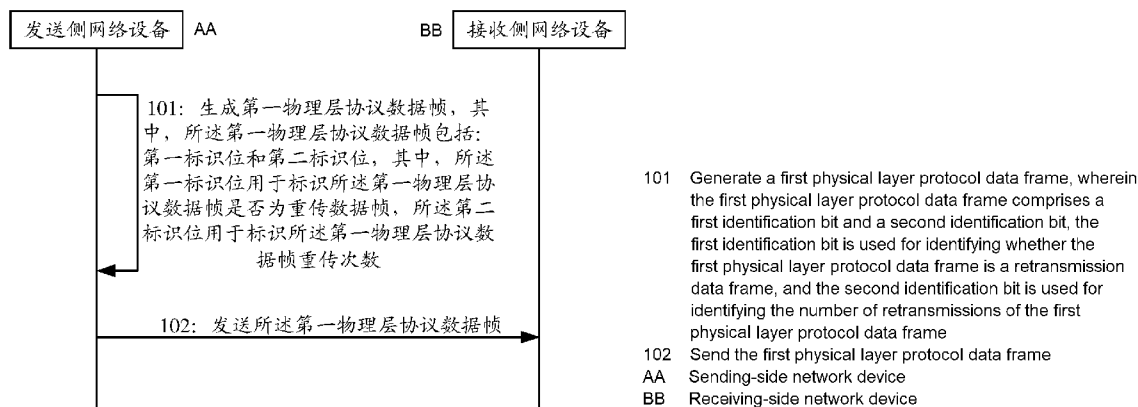 发送侧网络设备 AA
BB 接收侧网络设备
101: 生成第一物理层协议数据帧, 其
中, 所述第一物理层协议数据帧包括:
第一标识位和第二标识位, 其中, 所述
第一标识位用于标识所述第一物理层协
议数据帧是否为重传数据帧, 所述第二
标识位用于标识所述第一物理层协议数
据帧重传次数
102: 发送所述第一物理层协议数据帧
101 Generate a first physical layer protocol data frame, wherein
the first physical layer protocol data frame comprises a
first identification bit and a second identification bit, the
first identification bit is used for identifying whether the
first physical layer protocol data frame is a retransmission
data frame, and the second identification bit is used for
identifying the number of retransmissions of the first
physical layer protocol data frame
102 Send the first physical layer protocol data frame
AA Sending-side network device
BB Receiving-side network device